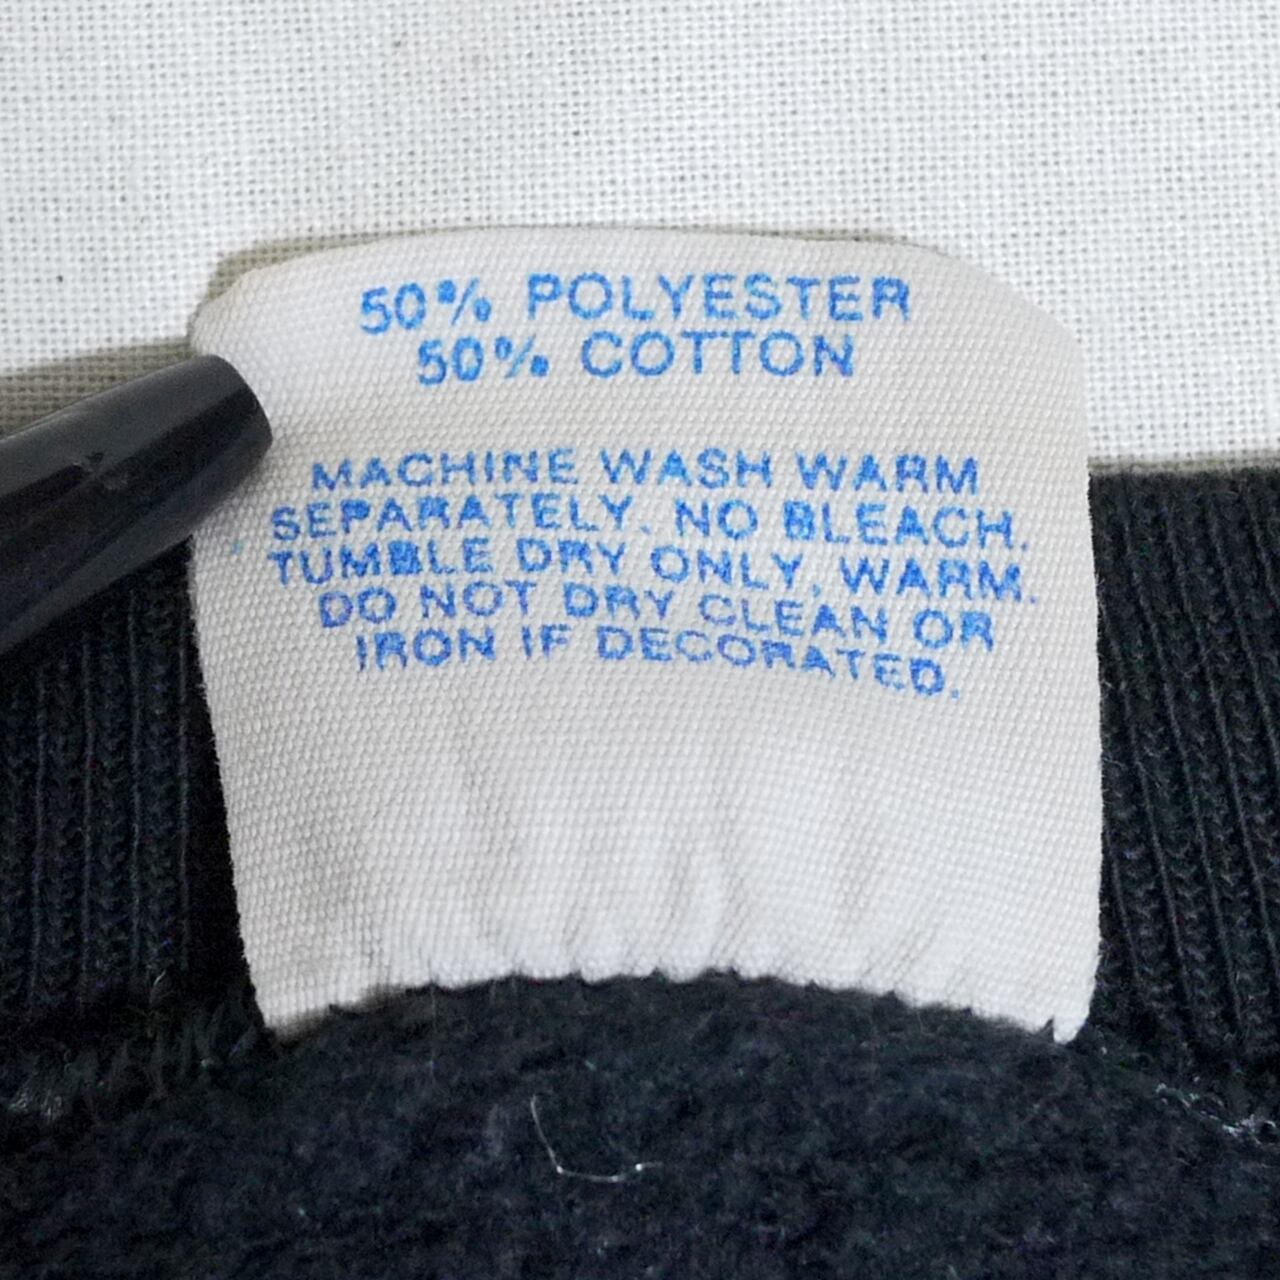 50% POLYESTER
50% COTTON
MACHINE WASH WARM
SEPARATELY. NO BLEACH.
TUMBLE DRY ONLY, WARM.
DO NOT DRY CLEAN OR
IRON IF DECORATED.